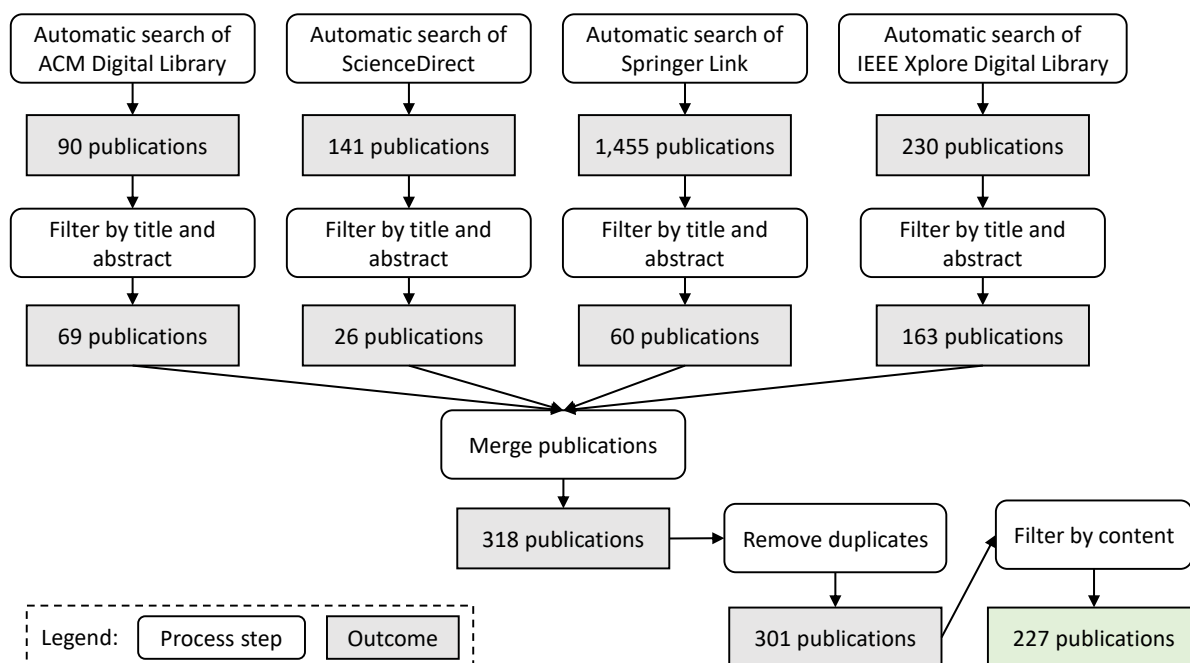 Automatic search of
ACM Digital Library
Automatic search of
ScienceDirect
Automatic search of
Springer Link
Automatic search of
IEEE Xplore Digital Library
90 publications
141 publications
1,455 publications
230 publications
Filter by title and
abstract
Filter by title and
abstract
Filter by title and
abstract
Filter by title and
abstract
69 publications
26 publications
60 publications
163 publications
Merge publications
318 publications
Remove duplicates
Filter by content
301 publications
227 publications
Legend:
Process step
Outcome